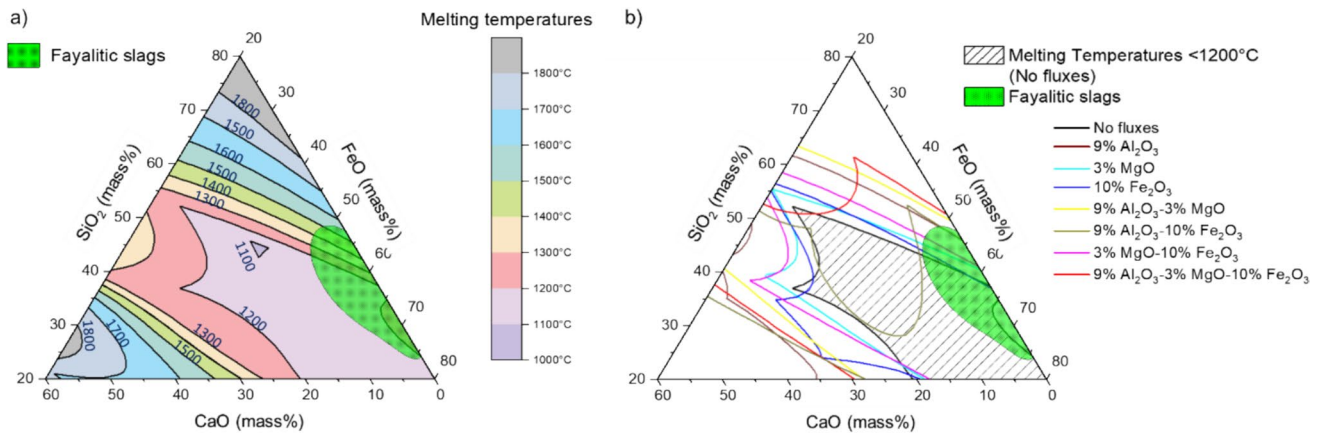 a)
Fayalitic slags
Melting temperatures
1800°C
1700°C
1600°C
1500°C
1400°C
1300°C
1200°C
1100°C
1000°C
SiO₂ (mass%)
FeO (mass%)
CaO (mass%)
80
70
60
50
40
30
20
20
30
40
50
60
70
80
60
50
40
30
20
10
0
1800
1500
1600
1500
1400
1300
1100
1200
1300
1500
1700
1800
b)
Melting Temperatures <1200°C
(No fluxes)
Fayalitic slags
No fluxes
9% Al₂O₃
3% MgO
10% Fe₂O₃
9% Al₂O₃-3% MgO
9% Al₂O₃-10% Fe₂O₃
3% MgO-10% Fe₂O₃
9% Al₂O₃-3% MgO-10% Fe₂O₃
SiO₂ (mass%)
FeO (mass%)
CaO (mass%)
80
70
60
50
40
30
20
20
30
40
50
70
80
60
50
40
30
20
10
0